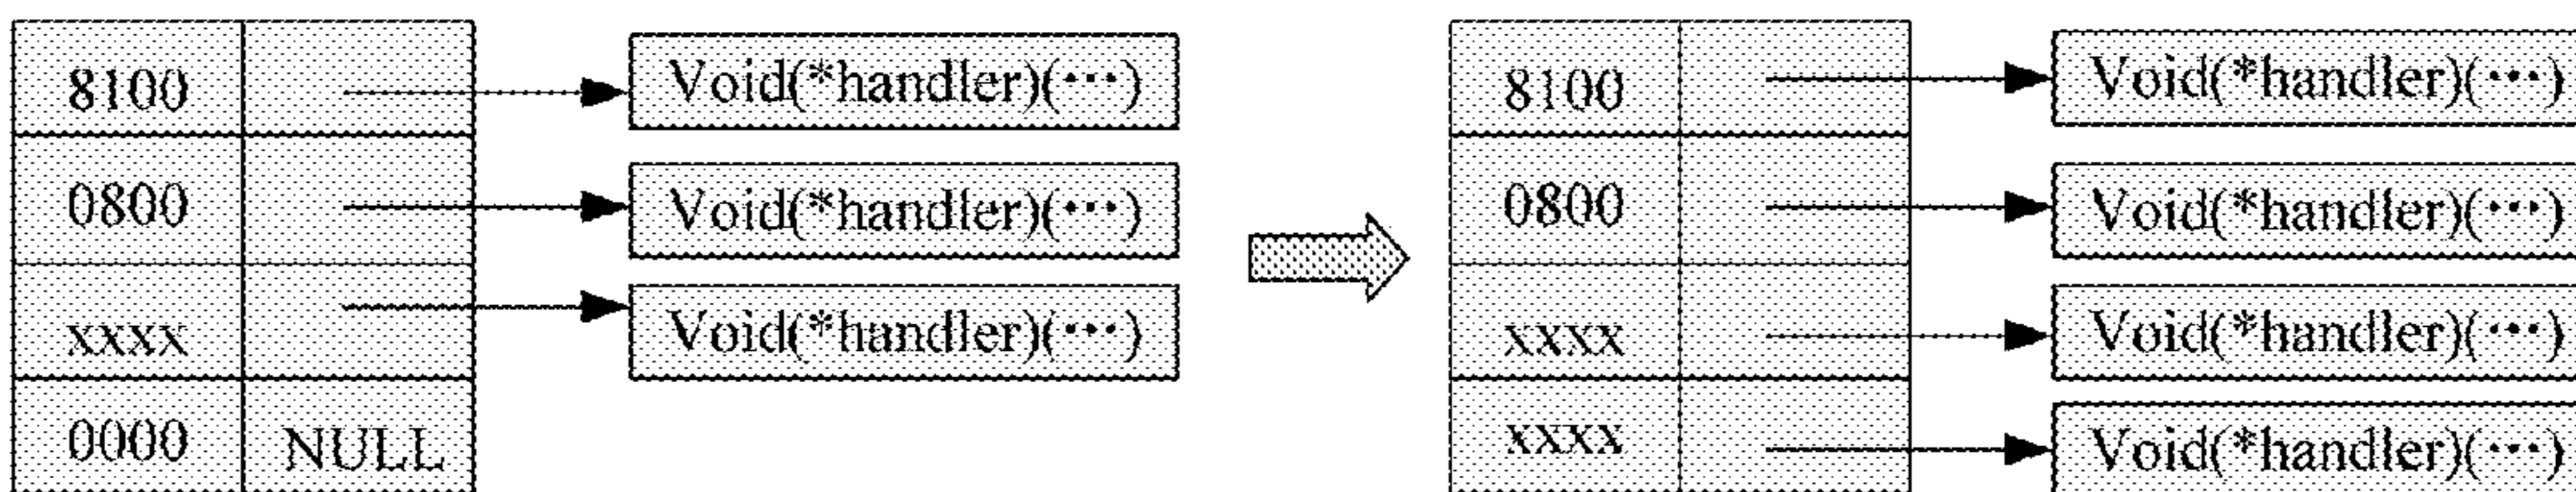 8100 Void(*handler)(···) 8100 Void(*handler)(···)
0800 Void(*handler)(···) 0800 Void(*handler)(···)
xxxx Void(*handler)(···) xxxx Void(*handler)(···)
0000 NULL xxxx Void(*handler)(···)